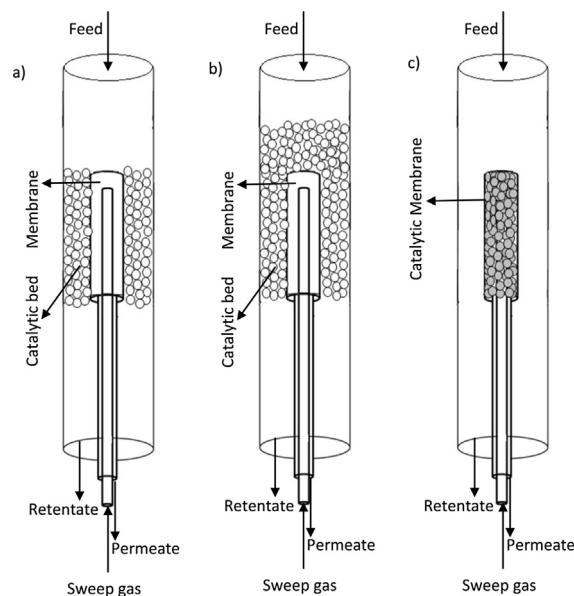 Feed
Feed
Feed
a)
b)
c)
Membrane
Catalytic bed
Membrane
Catalytic bed
Catalytic Membrane
Retentate
Permeate
Sweep gas
Retentate
Permeate
Sweep gas
Retentate
Permeate
Sweep gas